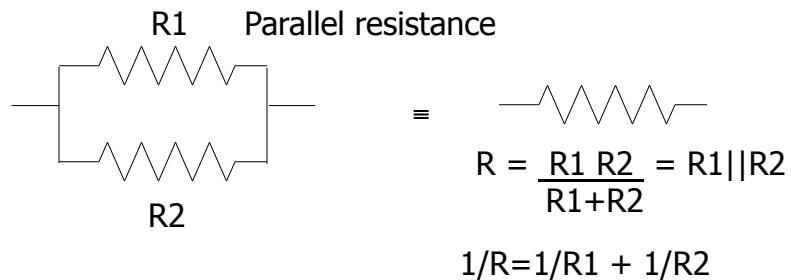 R1 Parallel resistance
≡
R = R1 R2 = R1||R2
R1+R2
R2
1/R=1/R1 + 1/R2